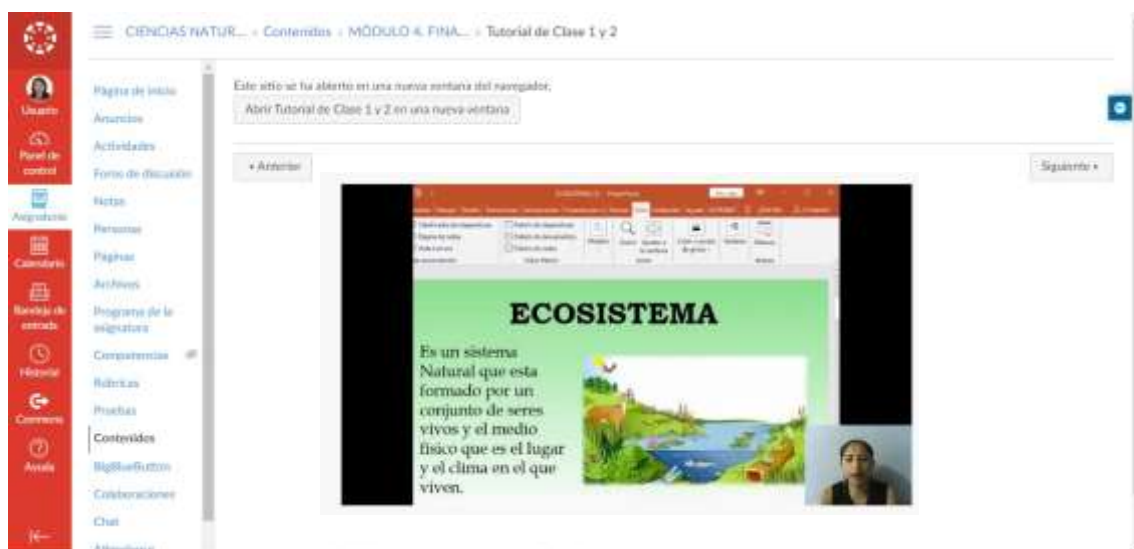 CIENCIAS NATUR... › Contenidos › MÓDULO 4. FINA... › Tutorial de Clase 1 y 2
Usuario
Panel de
control
Asignaturas
Calendario
Bandeja de
entrada
Historial
Commons
Ayuda
Página de inicio
Anuncios
Actividades
Foros de discusión
Notas
Personas
Páginas
Archivos
Programa de la
asignatura
Competencias
Rúbricas
Pruebas
Contenidos
BigBlueButton
Colaboraciones
Chat
Este sitio se ha abierto en una nueva ventana del navegador.
Abrir Tutorial de Clase 1 y 2 en una nueva ventana
Anterior
Siguiente
ECOSISTEMA
Es un sistema
Natural que esta
formado por un
conjunto de seres
vivos y el medio
físico que es el lugar
y el clima en el que
viven.